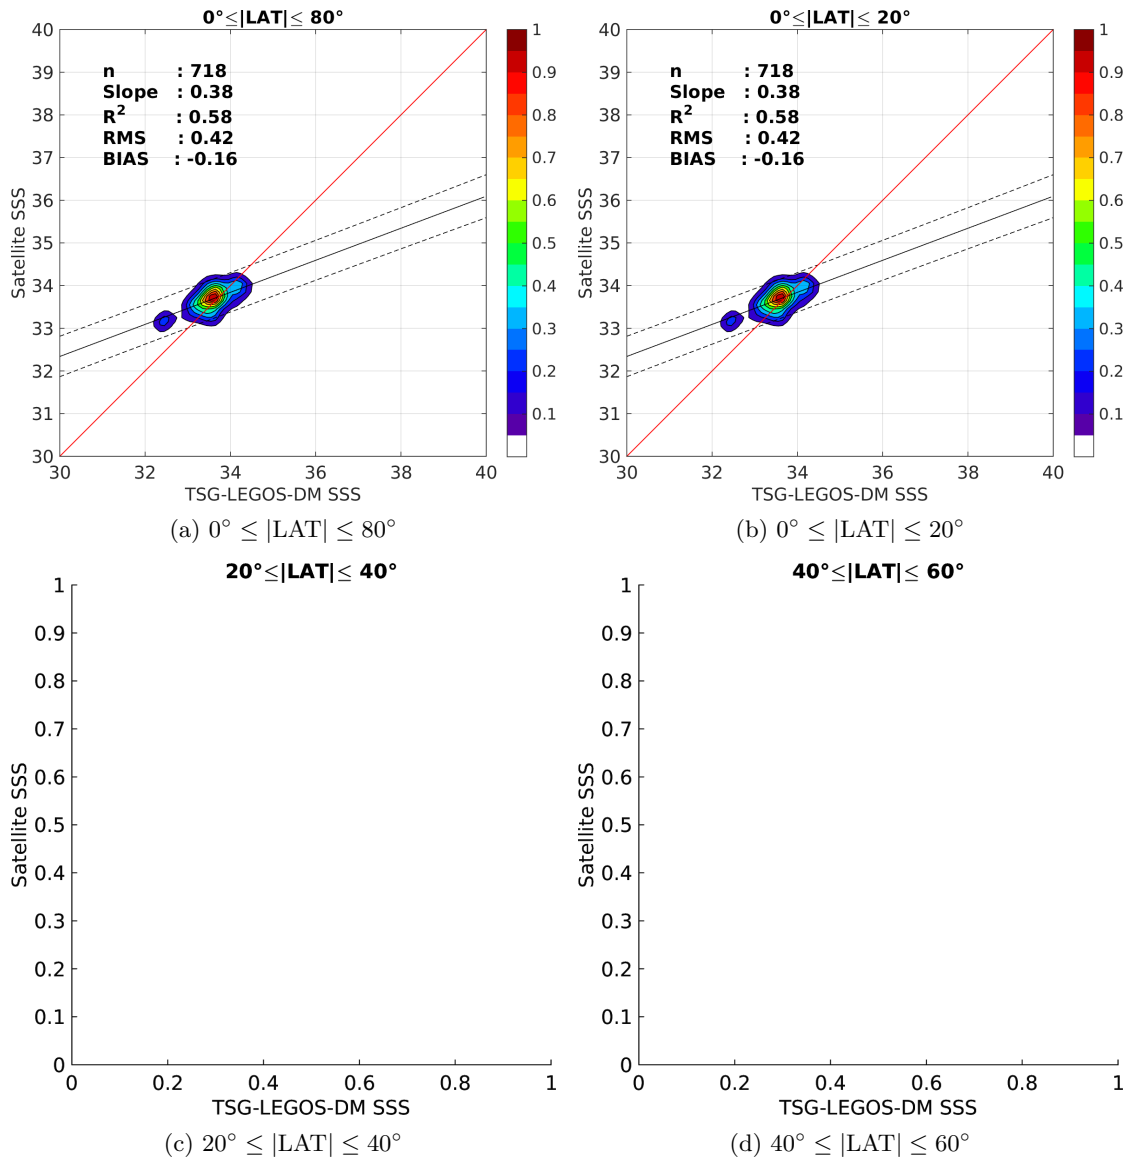 0°≤|LAT|≤ 80°
n : 718
Slope : 0.38
R² : 0.58
RMS : 0.42
BIAS : -0.16
40
39
38
37
36
35
34
33
32
31
30
Satellite SSS
30 32 34 36 38 40
TSG-LEGOS-DM SSS
1
0.9
0.8
0.7
0.6
0.5
0.4
0.3
0.2
0.1
(a) 0° ≤ |LAT| ≤ 80°
0°≤|LAT|≤ 20°
n : 718
Slope : 0.38
R² : 0.58
RMS : 0.42
BIAS : -0.16
40
39
38
37
36
35
34
33
32
31
30
Satellite SSS
30 32 34 36 38 40
TSG-LEGOS-DM SSS
1
0.9
0.8
0.7
0.6
0.5
0.4
0.3
0.2
0.1
(b) 0° ≤ |LAT| ≤ 20°
20°≤|LAT|≤ 40°
1
0.9
0.8
0.7
0.6
0.5
0.4
0.3
0.2
0.1
0
Satellite SSS
0 0.2 0.4 0.6 0.8 1
TSG-LEGOS-DM SSS
(c) 20° ≤ |LAT| ≤ 40°
40°≤|LAT|≤ 60°
1
0.9
0.8
0.7
0.6
0.5
0.4
0.3
0.2
0.1
0
Satellite SSS
0 0.2 0.4 0.6 0.8 1
TSG-LEGOS-DM SSS
(d) 40° ≤ |LAT| ≤ 60°